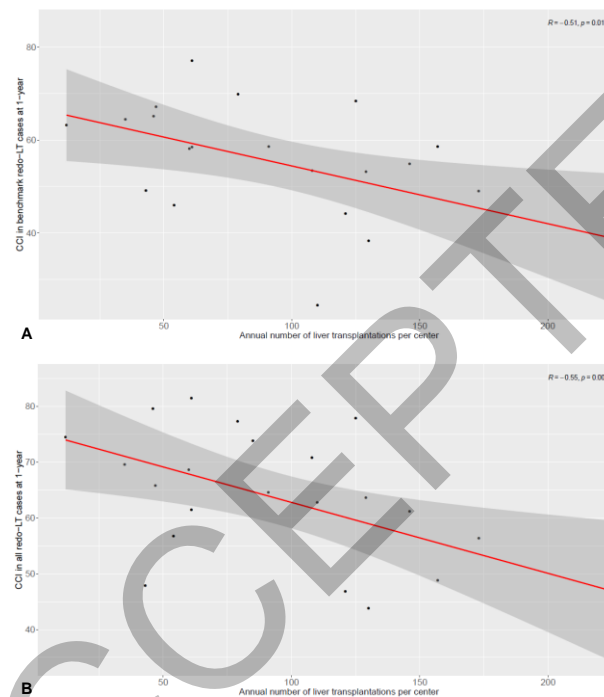 R = −0.51, p = 0.01
80
60
40
CCI in benchmark redo-LT cases at 1-year
A
50
100
150
200
Annual number of liver transplantations per center
R = −0.55, p = 0.00
80
70
60
50
40
CCI in all redo-LT cases at 1-year
B
50
100
150
200
Annual number of liver transplantations per center